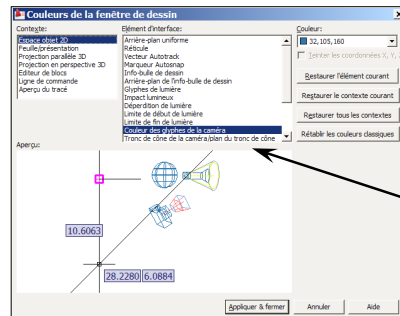 Couleurs de la fenêtre de dessin
Contexte:
Espace objet 2D
Feuille/présentation
Projection parallèle 3D
Projection en perspective 3D
Editeur de blocs
Ligne de commande
Aperçu du tracé
Elément d'interface:
Arrière-plan uniforme
Réticule
Vecteur Autotrack
Marqueur Autosnap
Info-bulle de dessin
Arrière-plan de l'info-bulle de dessin
Glyphes de lumière
Impact lumineux
Déperdition de lumière
Limite de début de lumière
Limite de fin de lumière
Couleur des glyphes de la caméra
Tronc de cône de la caméra/plan du tronc de cône
Couleur:
32,105,160
Teinter les coordonnées X, Y,
Restaurer l'élément courant
Restaurer le contexte courant
Restaurer tous les contextes
Rétablir les couleurs classiques
Aperçu:
10.6063
28.2280 6.0884
Appliquer & fermer
Annuler
Aide